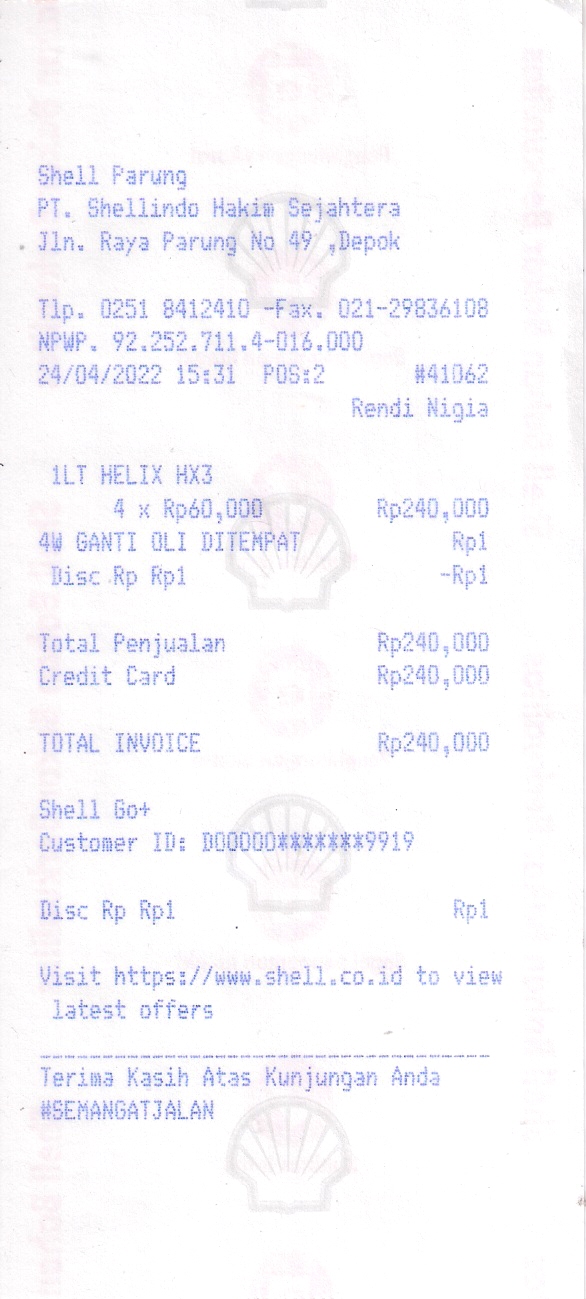 Shell Parung
PT. Shellindo Hakim Sejahtera
Jln. Raya Parung No 49 ,Depok
Tlp. 0251 8412410 -Fax. 021-29836108
NPWP. 92.252.711.4-016.000
24/04/2022 15:31 POS:2 #41062
Rendi Nigia
1LT HELIX HX3
4 x Rp60,000 Rp240,000
4W GANTI OLI DITEMPAT Rp1
Disc Rp Rp1 -Rp1
Total Penjualan Rp240,000
Credit Card Rp240,000
TOTAL INVOICE Rp240,000
Shell Go+
Customer ID: D00000*******9919
Disc Rp Rp1 Rp1
Visit https://www.shell.co.id to view
latest offers
Terima Kasih Atas Kunjungan Anda
#SEMANGATJALAN